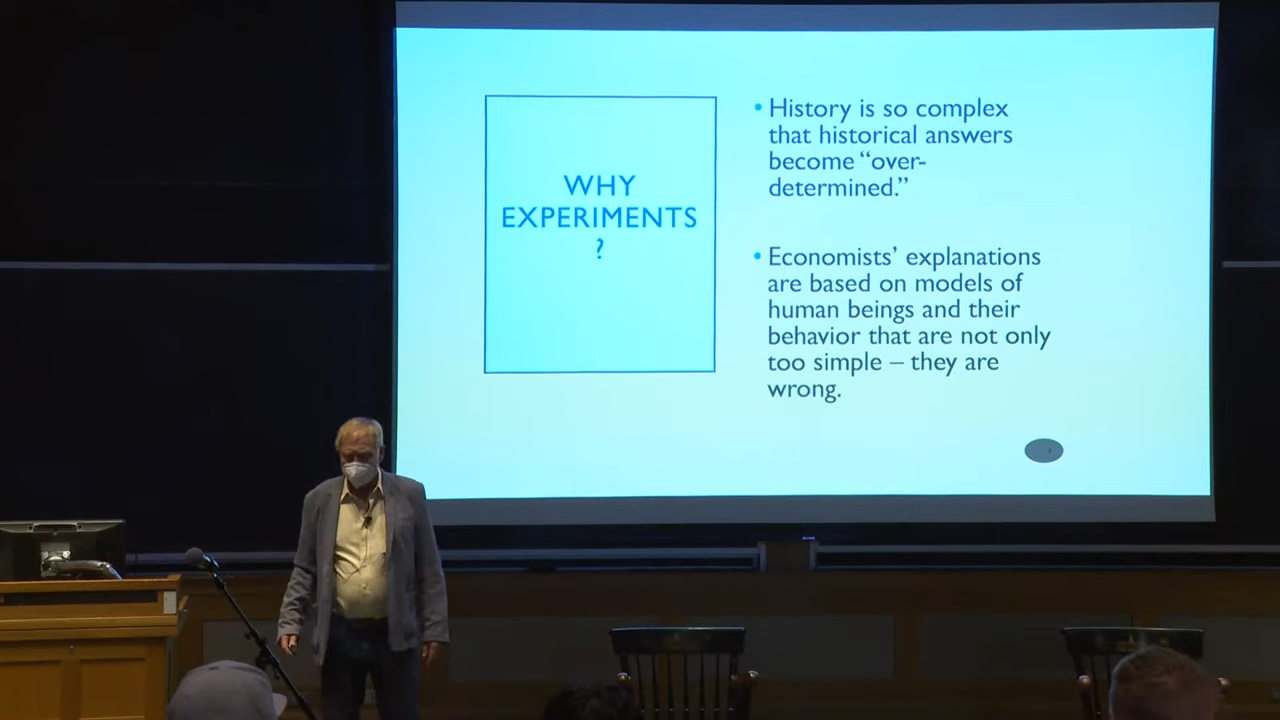 WHY
EXPERIMENTS
?
• History is so complex
that historical answers
become “over-
determined.”
• Economists’ explanations
are based on models of
human beings and their
behavior that are not only
too simple – they are
wrong.